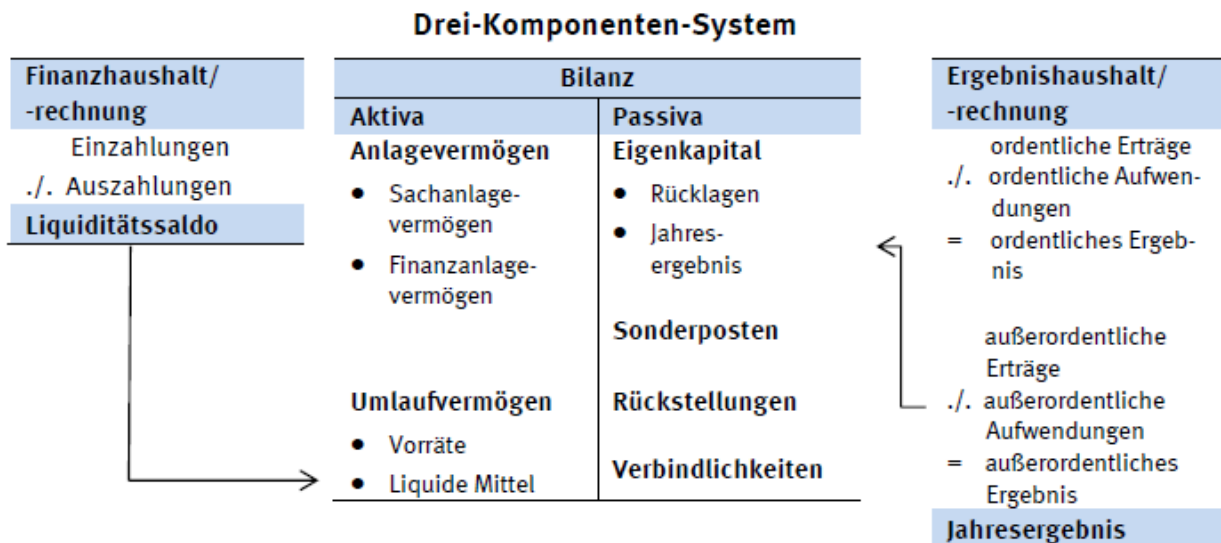 Drei-Komponenten-System
Finanzhaushalt/
-rechnung
Einzahlungen
./. Auszahlungen
Liquiditätssaldo
Bilanz
Aktiva
Anlagevermögen
• Sachanlage-
vermögen
• Finanzanlage-
vermögen
Umlaufvermögen
• Vorräte
• Liquide Mittel
Passiva
Eigenkapital
• Rücklagen
• Jahres-
ergebnis
Sonderposten
Rückstellungen
Verbindlichkeiten
Ergebnishaushalt/
-rechnung
ordentliche Erträge
./. ordentliche Aufwen-
dungen
= ordentliches Ergeb-
nis
außerordentliche
Erträge
./. außerordentliche
Aufwendungen
= außerordentliches
Ergebnis
Jahresergebnis